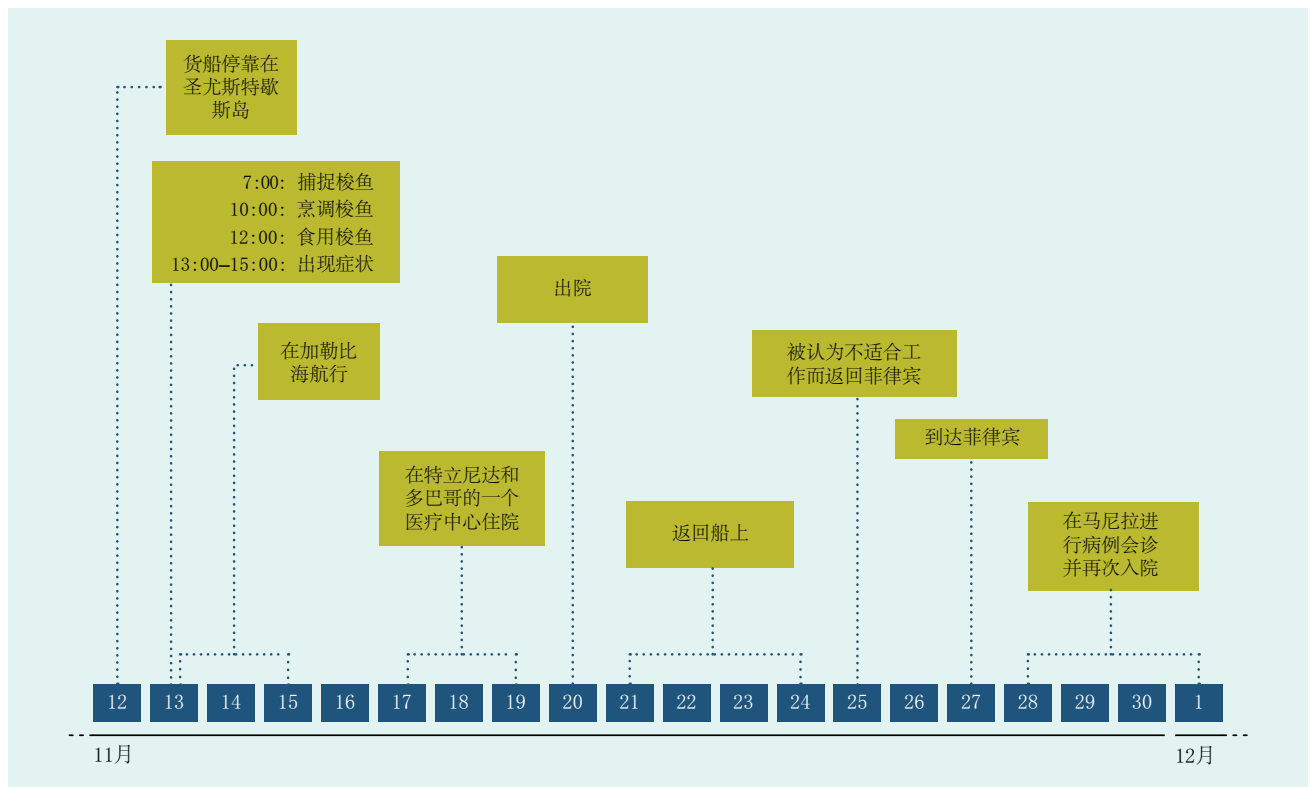 货船停靠在
圣尤斯特歇
斯岛
7:00: 捕捉梭鱼
10:00: 烹调梭鱼
12:00: 食用梭鱼
13:00–15:00: 出现症状
出院
在加勒比
海航行
被认为不适合工
作而返回菲律宾
到达菲律宾
在特立尼达和
多巴哥的一个
医疗中心住院
返回船上
在马尼拉进
行病例会诊
并再次入院
12 13 14 15 16 17 18 19 20 21 22 23 24 25 26 27 28 29 30 1
11月 12月